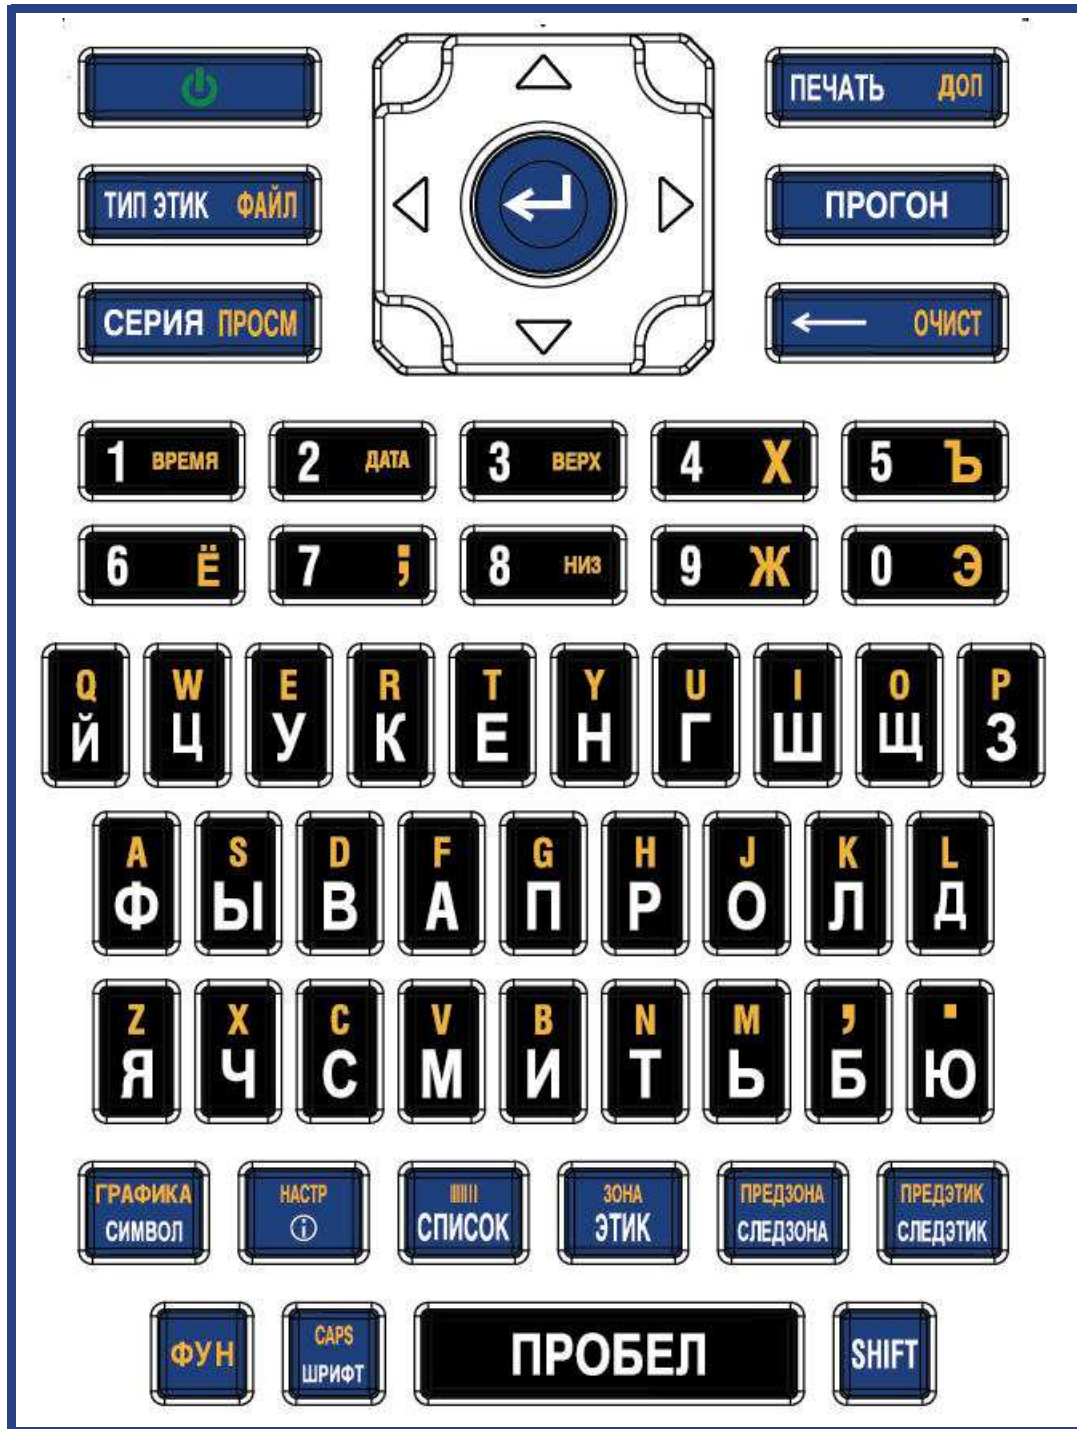 ПЕЧАТЬ ДОП
ТИП ЭТИК ФАЙЛ
ПРОГОН
СЕРИЯ ПРОСМ
← ОЧИСТ
1 ВРЕМЯ 2 ДАТА 3 ВЕРХ 4 Х 5 Ъ
6 Ё 7 ; 8 НИЗ 9 Ж 0 Э
Q W E R T Y U I O P
Й Ц У К Е Н Г Ш Щ З
A S D F G H J K L
Ф Ы В А П Р О Л Д
Z X C V B N M , .
Я Ч С М И Т Ь Б Ю
ГРАФИКА НАСТР ЗОНА ПРЕДЗОНА ПРЕДЭТИК
СИМВОЛ i СПИСОК ЭТИК СЛЕДЗОНА СЛЕДЭТИК
ФУН CAPS ПРОБЕЛ SHIFT
ШРИФТ